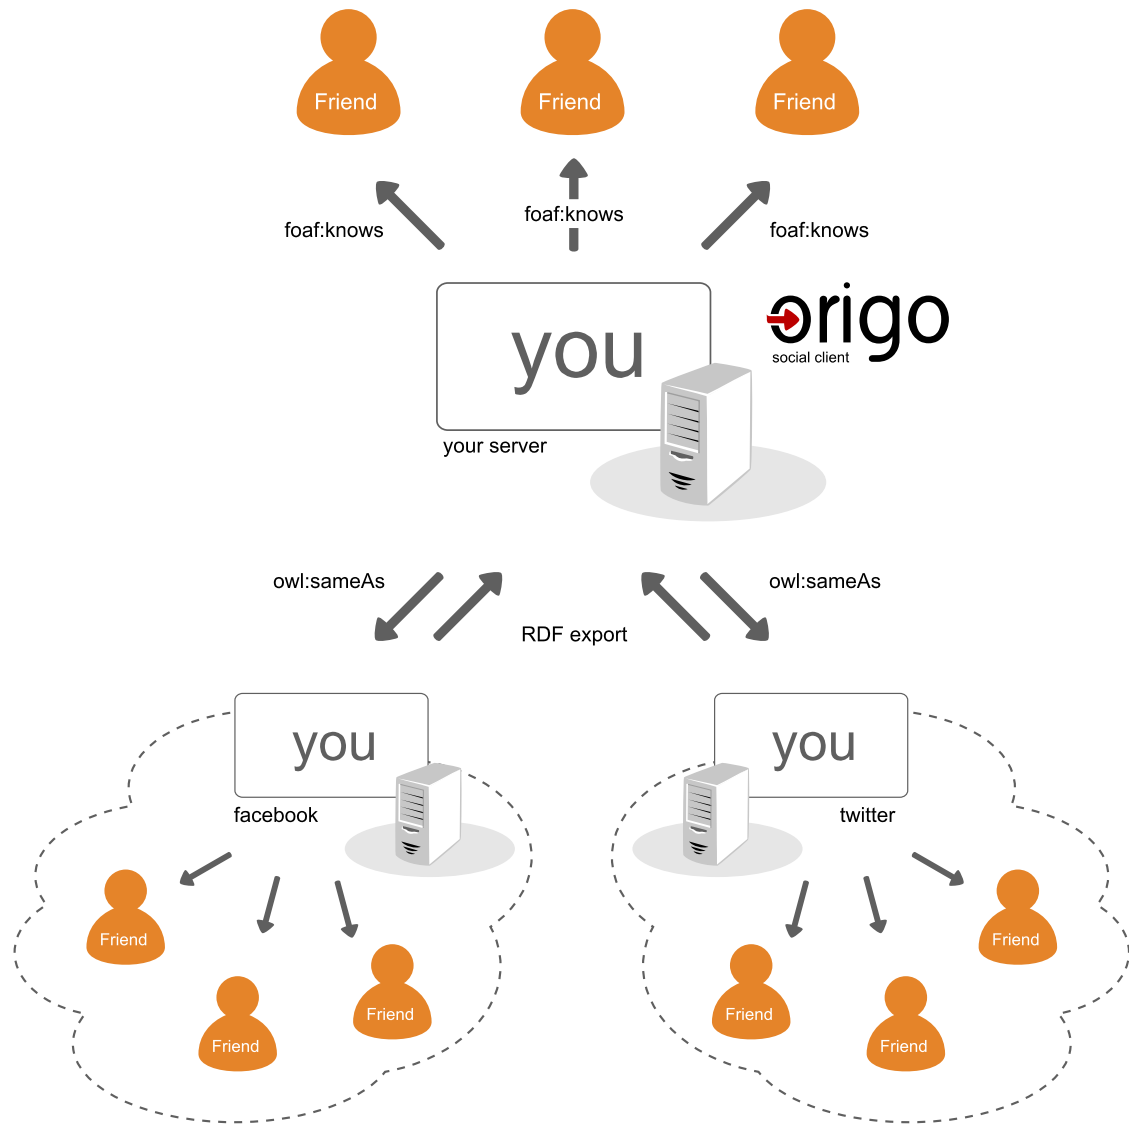 Friend
Friend
Friend
foaf:knows
foaf:knows
foaf:knows
you
origo
social client
your server
owl:sameAs
owl:sameAs
RDF export
you
you
facebook
twitter
Friend
Friend
Friend
Friend
Friend
Friend